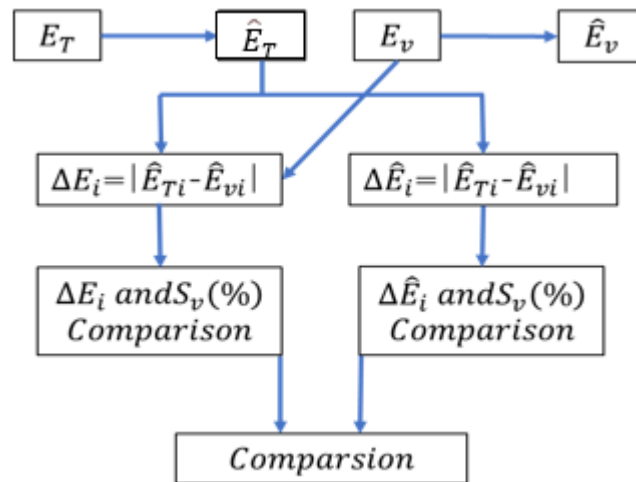 E_T Ê_T E_v Ê_v
ΔE_i=|Ê_Ti-Ê_vi| ΔÊ_i=|Ê_Ti-Ê_vi|
ΔE_i andS_v(%)
Comparison
ΔÊ_i andS_v(%)
Comparison
Comparsion